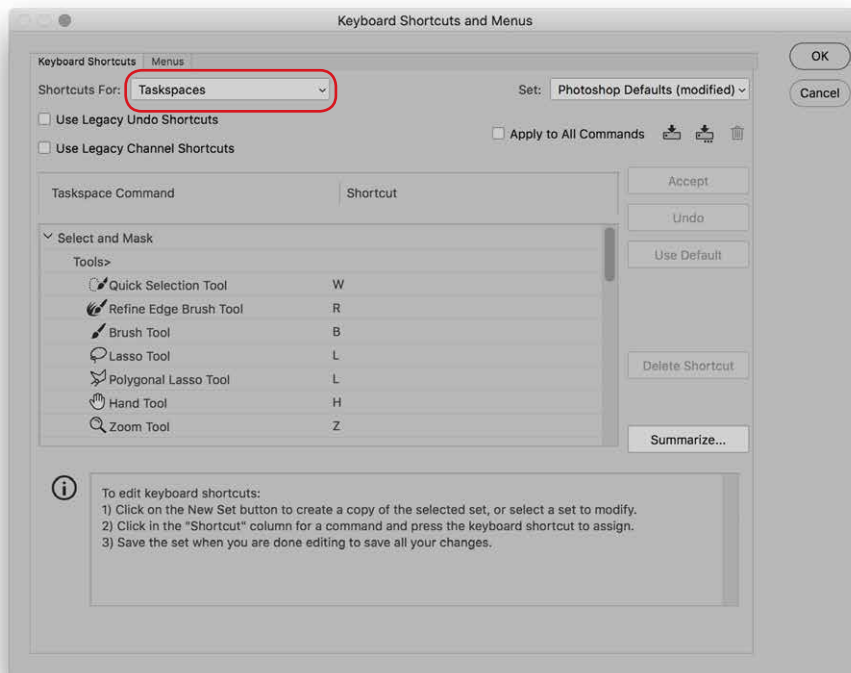 Keyboard Shortcuts and Menus
Keyboard Shortcuts Menus
OK
Shortcuts For: Taskspaces Set: Photoshop Defaults (modified)
Cancel
Use Legacy Undo Shortcuts
Apply to All Commands
Use Legacy Channel Shortcuts
Accept
Taskspace Command Shortcut
Undo
Select and Mask
Use Default
Tools>
Quick Selection Tool W
Refine Edge Brush Tool R
Brush Tool B
Lasso Tool L
Delete Shortcut
Polygonal Lasso Tool L
Hand Tool H
Zoom Tool Z
Summarize...
To edit keyboard shortcuts:
1) Click on the New Set button to create a copy of the selected set, or select a set to modify.
2) Click in the "Shortcut" column for a command and press the keyboard shortcut to assign.
3) Save the set when you are done editing to save all your changes.